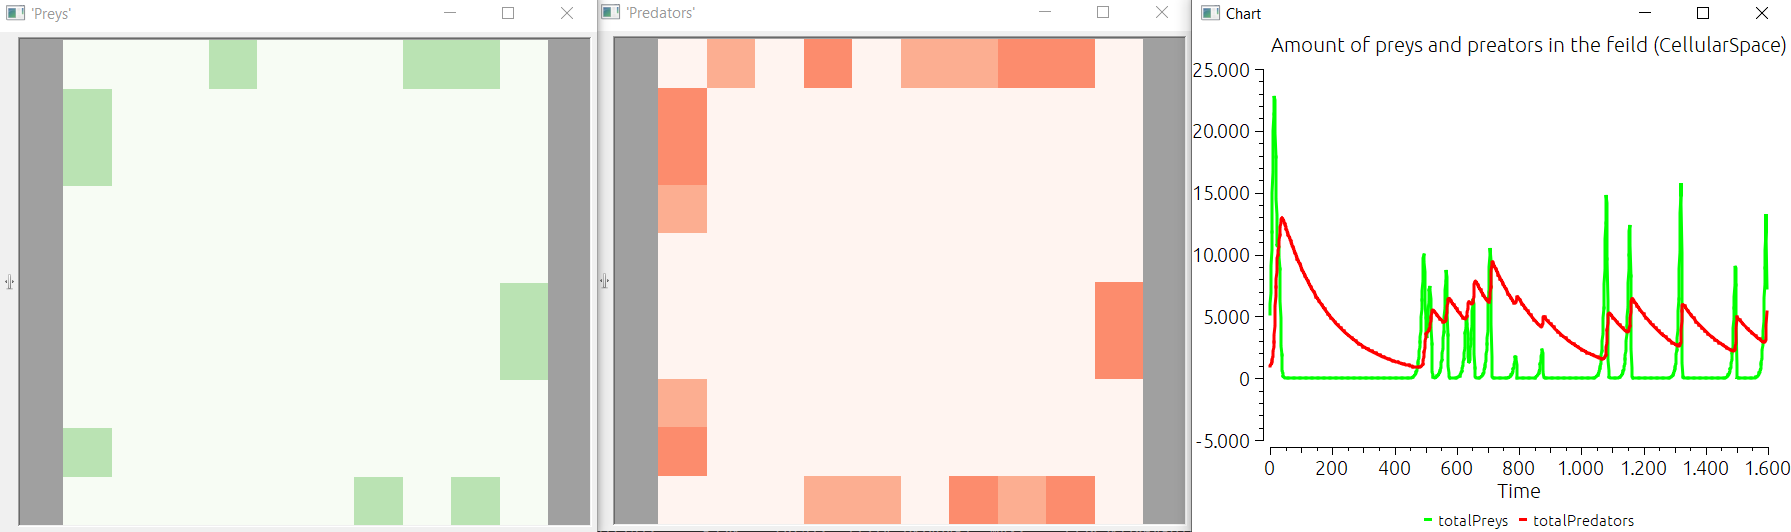 'Preys'
'Predators'
Chart
Amount of preys and preators in the feild (CellularSpace)
25.000
20.000
15.000
10.000
5.000
0
-5.000
0 200 400 600 800 1.000 1.200 1.400 1.600
Time
totalPreys totalPredators